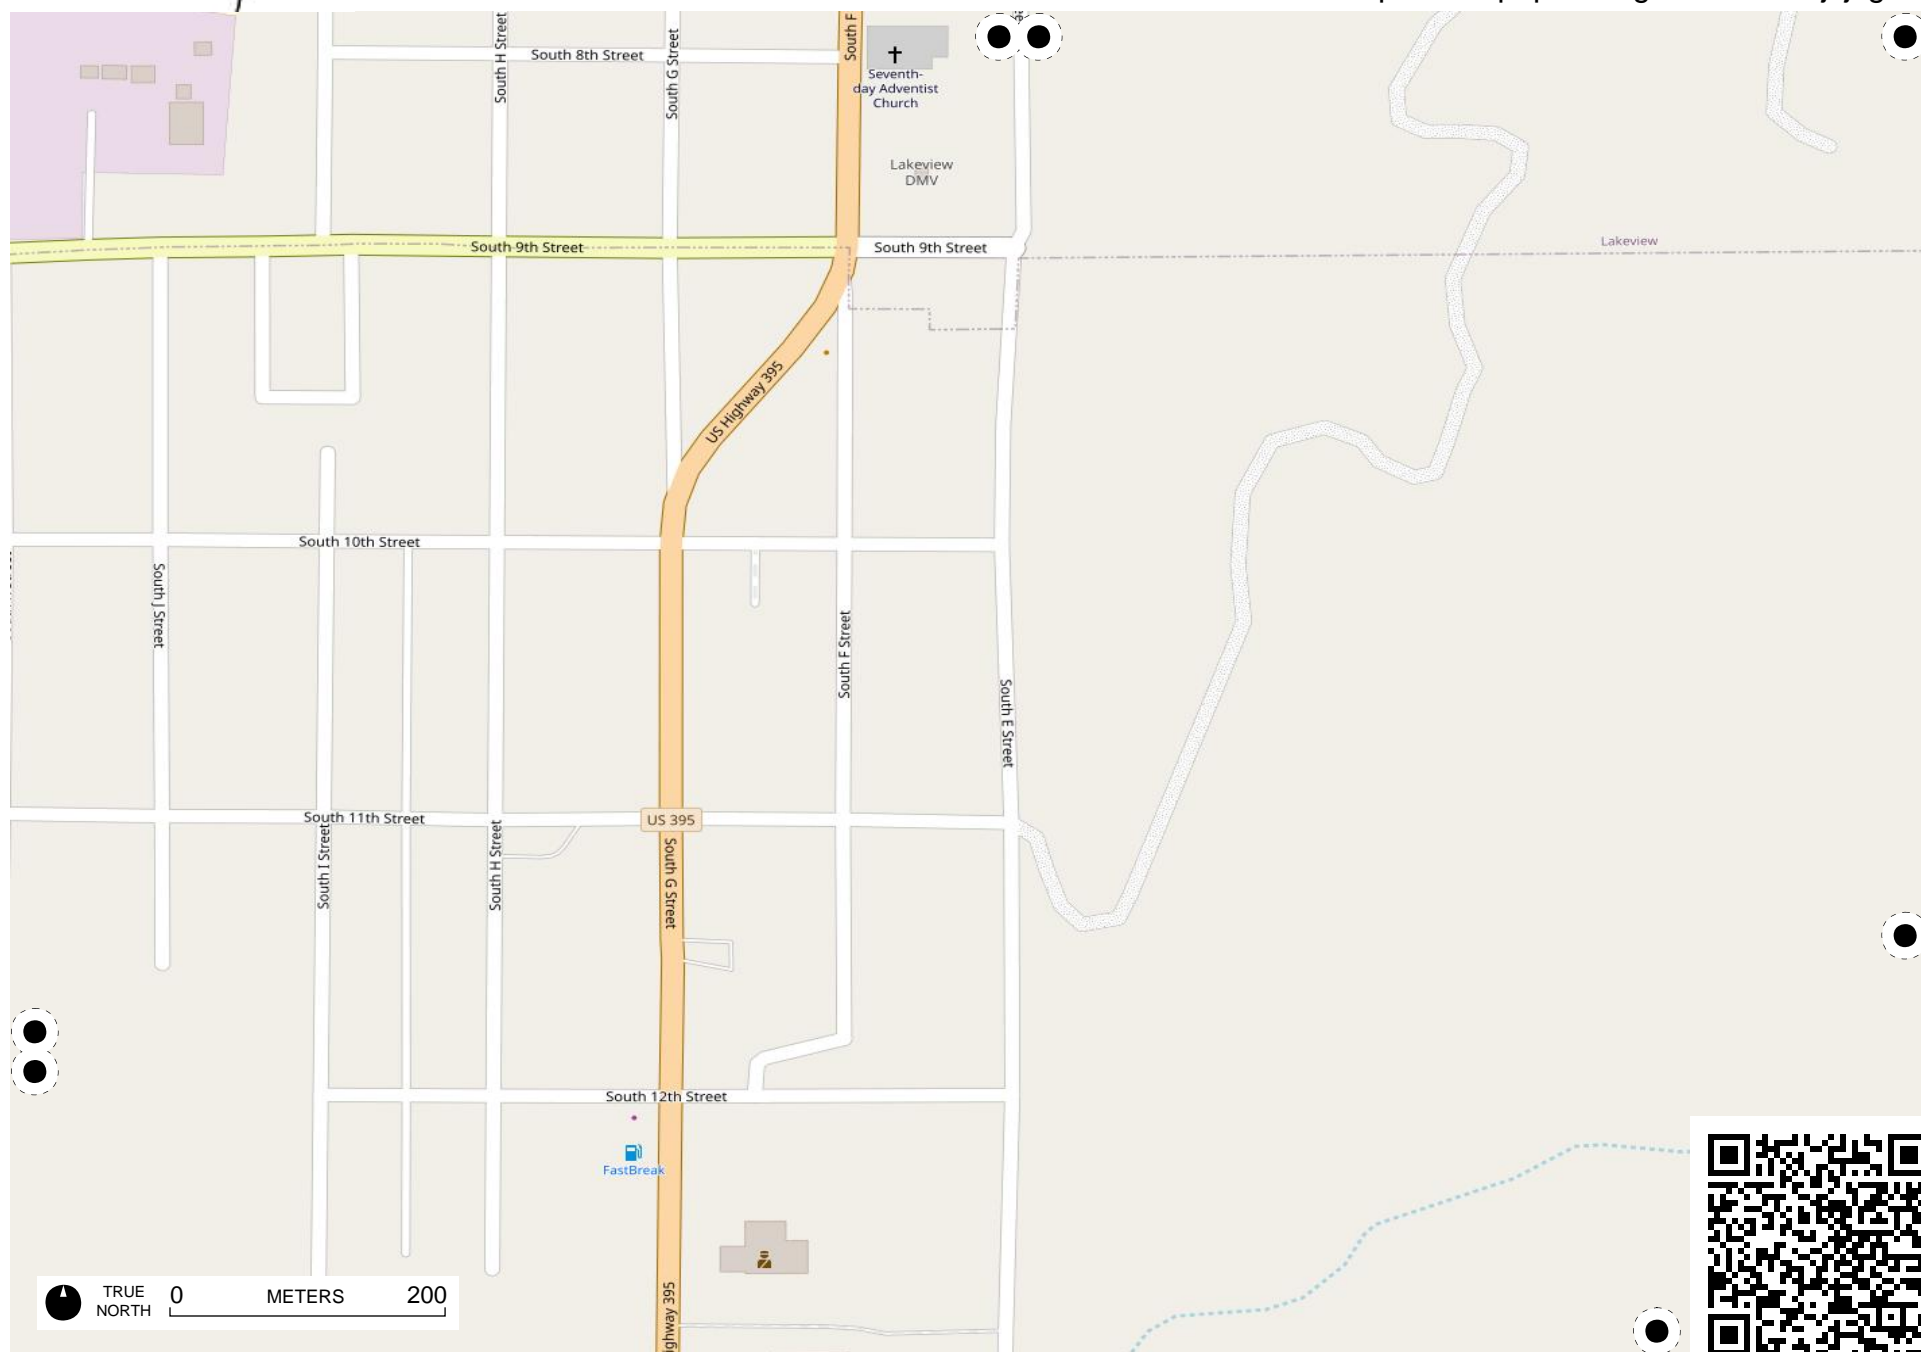 South H Street
South G Street
South F
South 8th Street
Seventh-
day Adventist
Church
Lakeview
DMV
South 9th Street
South 9th Street
Lakeview
US Highway 395
South 10th Street
South J Street
South F Street
South E Street
South 11th Street
US 395
South I Street
South H Street
South G Street
South 12th Street
FastBreak
TRUE
NORTH
0
METERS
200
ighway 395